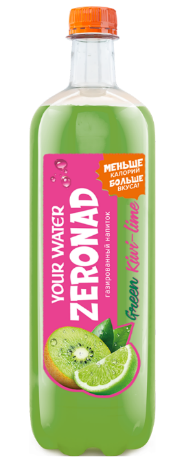 МЕНЬШЕ
КАЛОРИЙ
БОЛЬШЕ
ВКУСА!
YOUR WATER
ZERONAD
газированный напиток
Green Kiwi-lime